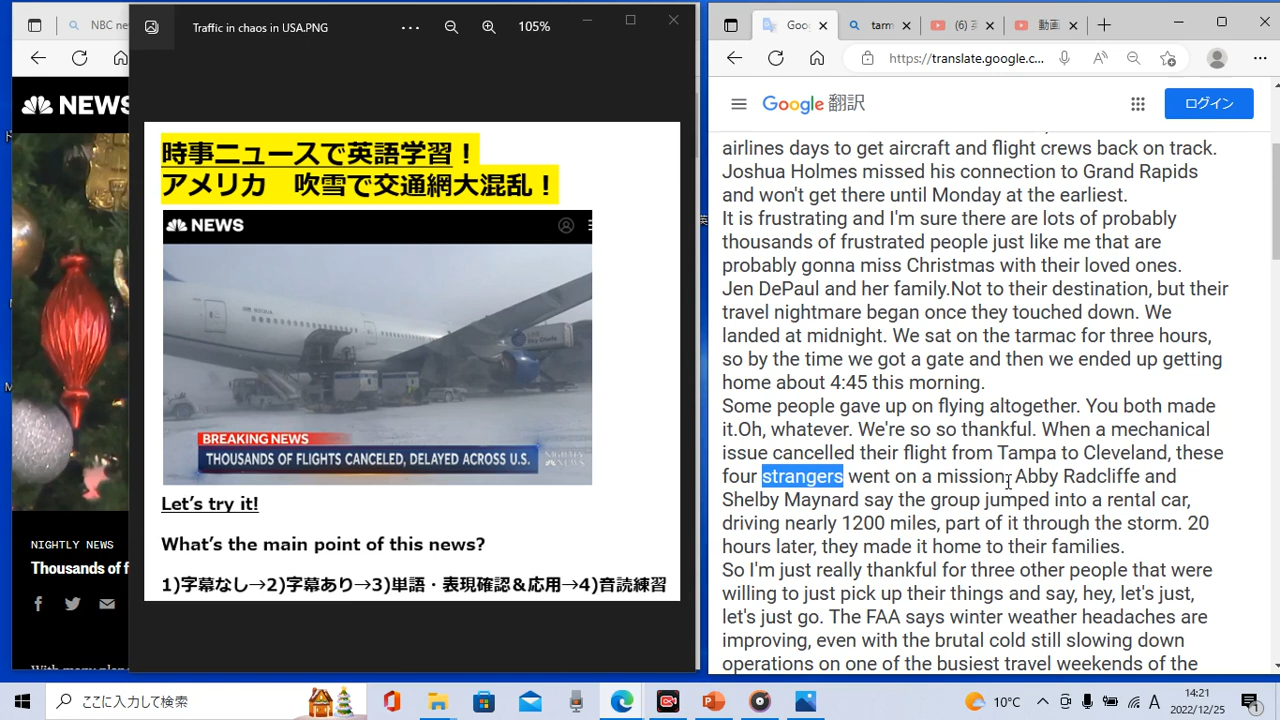 NBC ne
NEWS
NIGHTLY NEWS
Thousands of f
Traffic in chaos in USA.PNG
105%
時事ニュースで英語学習！
アメリカ　吹雪で交通網大混乱！
NEWS
BREAKING NEWS
THOUSANDS OF FLIGHTS CANCELED, DELAYED ACROSS U.S.
NIGHTLY NEWS
Let's try it!
What's the main point of this news?
1)字幕なし→2)字幕あり→3)単語・表現確認＆応用→4)音読練習
Goo
tarm
(6)
動画
https://translate.google.c...
Google 翻訳
ログイン
airlines days to get aircraft and flight crews back on track.
Joshua Holmes missed his connection to Grand Rapids
and won't get there until Monday at the earliest.
It is frustrating and I'm sure there are lots of probably
thousands of frustrated people just like me that are
probably gonna miss Christmas with their loved ones.
Jen DePaul and her family.Not to their destination, but their
travel nightmare began once they touched down. We
landed at midnight. We sat on the tarmac for three hours,
so by the time we got a gate and then we ended up getting
home about 4:45 this morning.
Some people gave up on flying altogether. You both made
it.Oh, whatever. We're so so thankful. When a mechanical
issue cancelled their flight from Tampa to Cleveland, these
four strangers went on a mission. Abby Radcliffe and
Shelby Maynard say the group jumped into a rental car,
driving nearly 1200 miles, part of it through the storm. 20
hours later, they made it home to their families.
So I'm just really thankful for three other people that were
willing to just pick up their things and say, hey, let's just,
let's just go. The FAA says winter weather headaches are
improving, even with the brutal cold still slowing down
operations on one of the busiest travel weekends of the
ここに入力して検索
10°C
A
14:21
2022/12/25